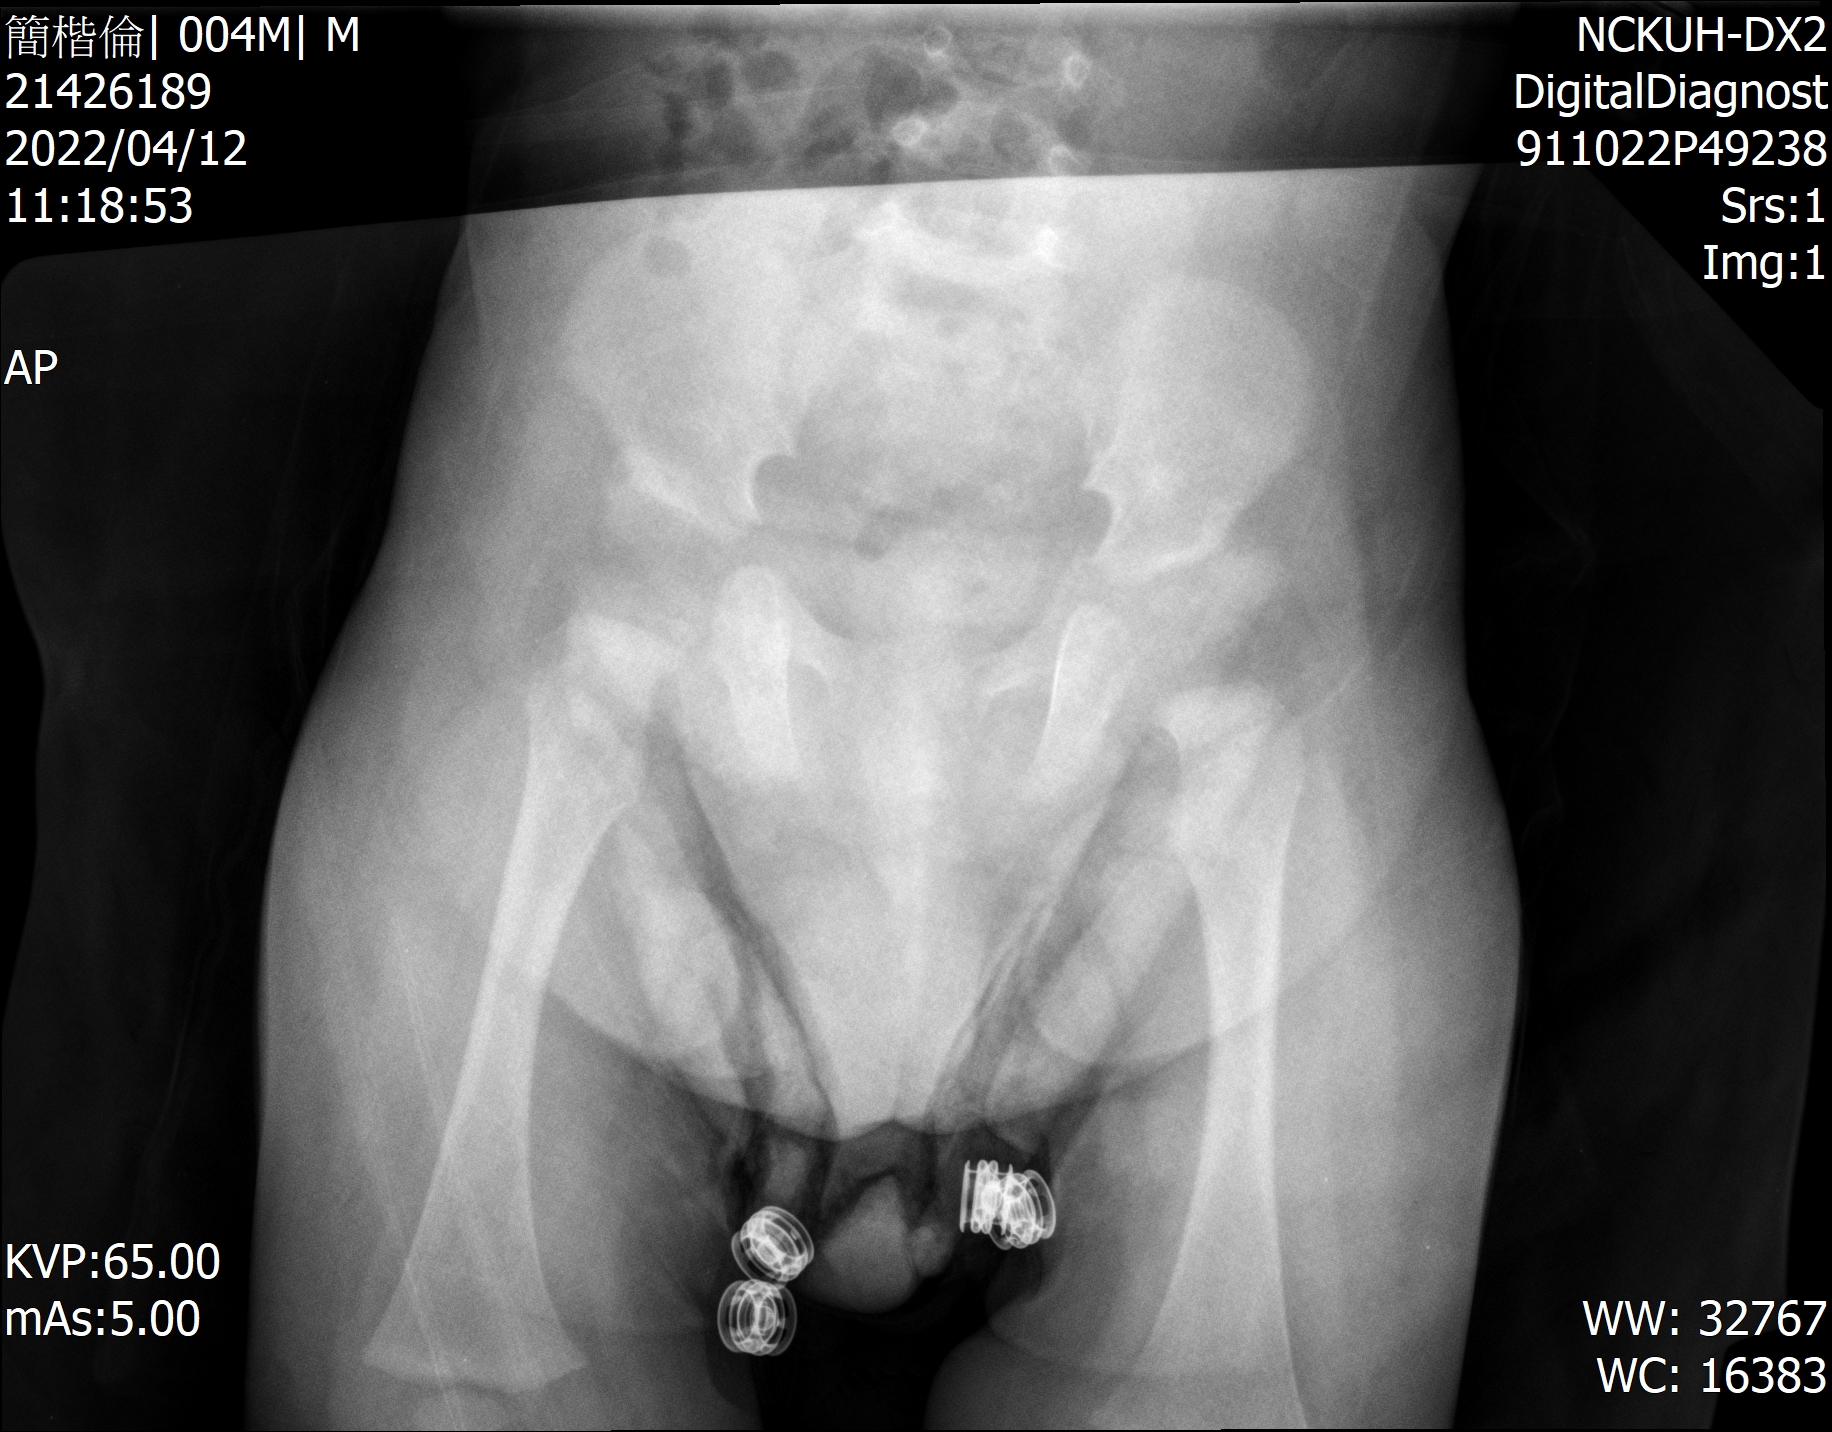 簡楷倫| 004M| M
21426189
2022/04/12
11:18:53
AP
NCKUH-DX2
DigitalDiagnost
911022P49238
Srs:1
Img:1
KVP:65.00
mAs:5.00
WW: 32767
WC: 16383